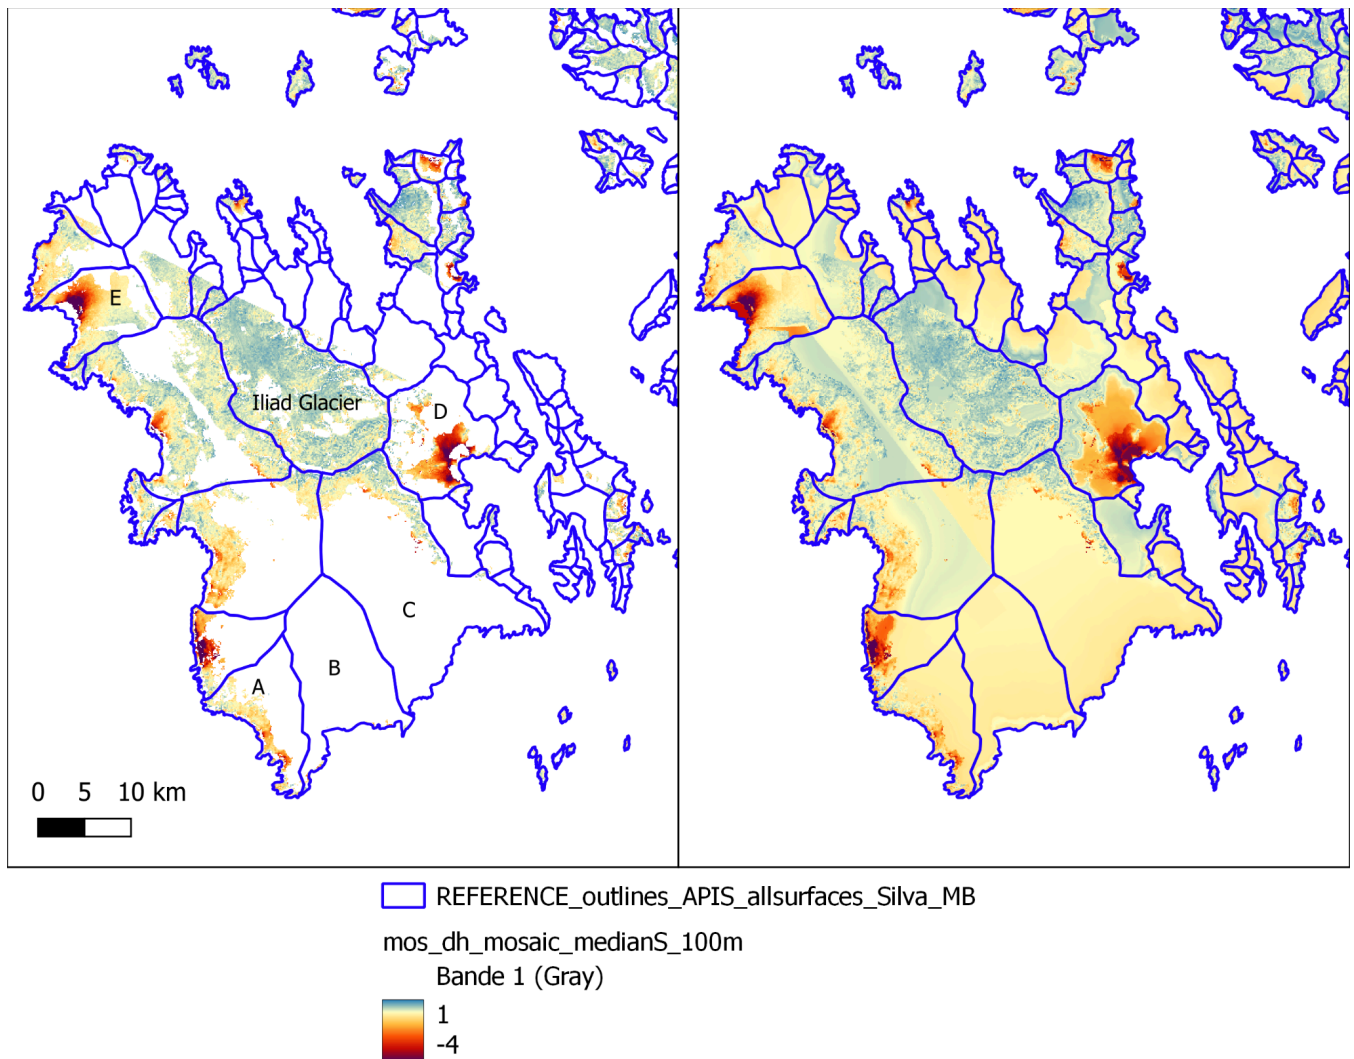 E
Iliad Glacier
D
C
B
A
0 5 10 km
REFERENCE_outlines_APIS_allsurfaces_Silva_MB
mos_dh_mosaic_medianS_100m
Bande 1 (Gray)
1
-4